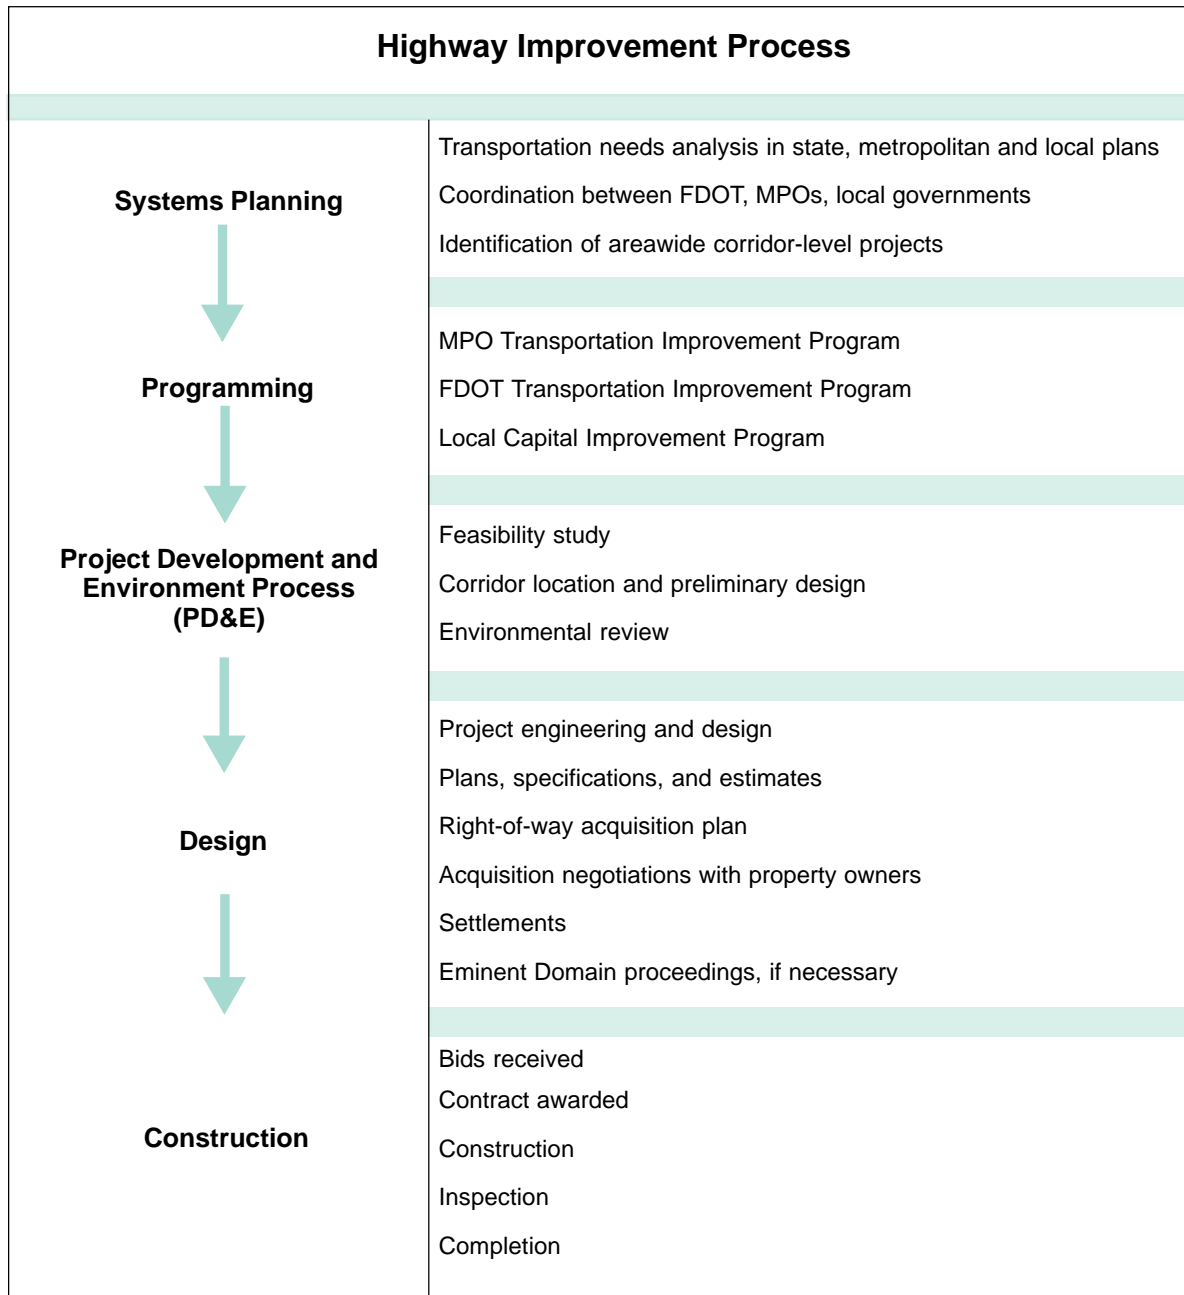 Highway Improvement Process
Systems Planning
Transportation needs analysis in state, metropolitan and local plans
Coordination between FDOT, MPOs, local governments
Identification of areawide corridor-level projects
Programming
MPO Transportation Improvement Program
FDOT Transportation Improvement Program
Local Capital Improvement Program
Project Development and
Environment Process
(PD&E)
Feasibility study
Corridor location and preliminary design
Environmental review
Design
Project engineering and design
Plans, specifications, and estimates
Right-of-way acquisition plan
Acquisition negotiations with property owners
Settlements
Eminent Domain proceedings, if necessary
Construction
Bids received
Contract awarded
Construction
Inspection
Completion